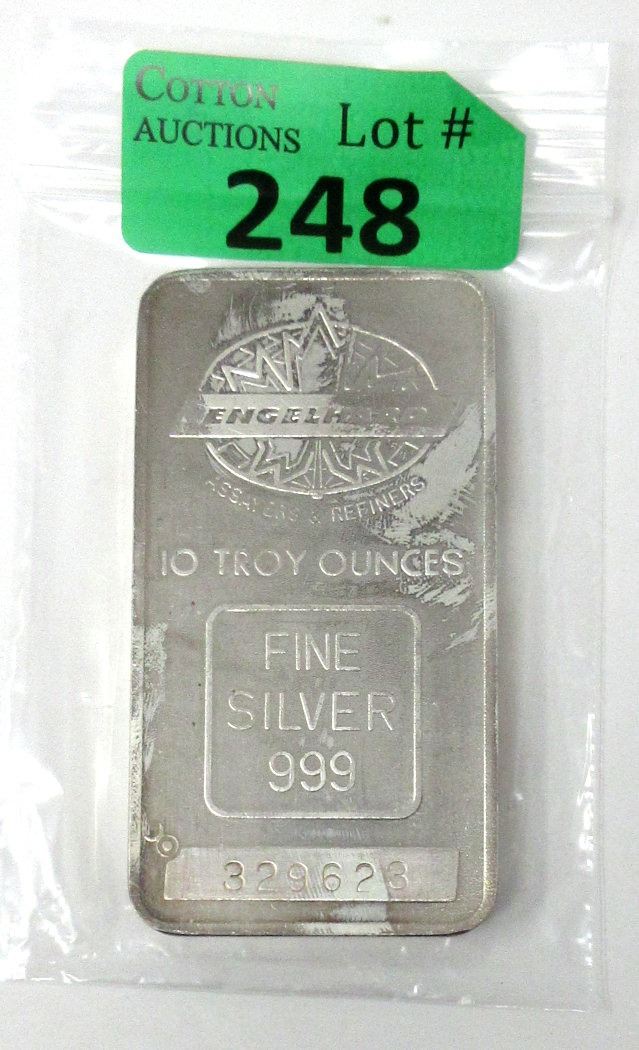 COTTON
AUCTIONS
Lot #
248
ENGELHARD
ASSAYERS & REFINERS
10 TROY OUNCES
FINE
SILVER
999
329623